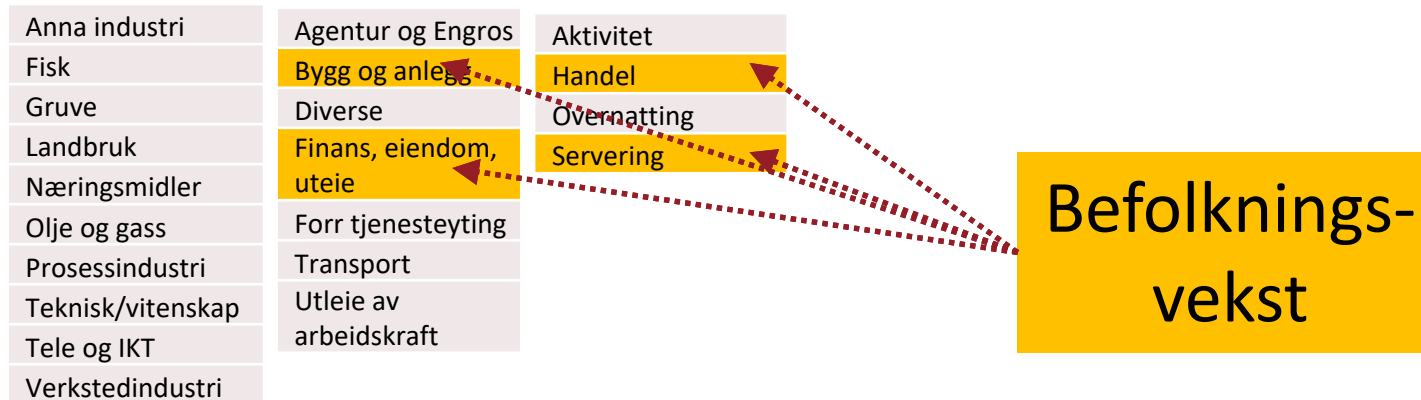 Anna industri
Fisk
Gruve
Landbruk
Næringsmidler
Olje og gass
Prosessindustri
Teknisk/vitenskap
Tele og IKT
Verkstedindustri
Agentur og Engros
Bygg og anlegg
Diverse
Finans, eiendom,
uteie
Forr tjenesteyting
Transport
Utleie av
arbeidskraft
Aktivitet
Handel
Overnatting
Servering
Befolknings-
vekst